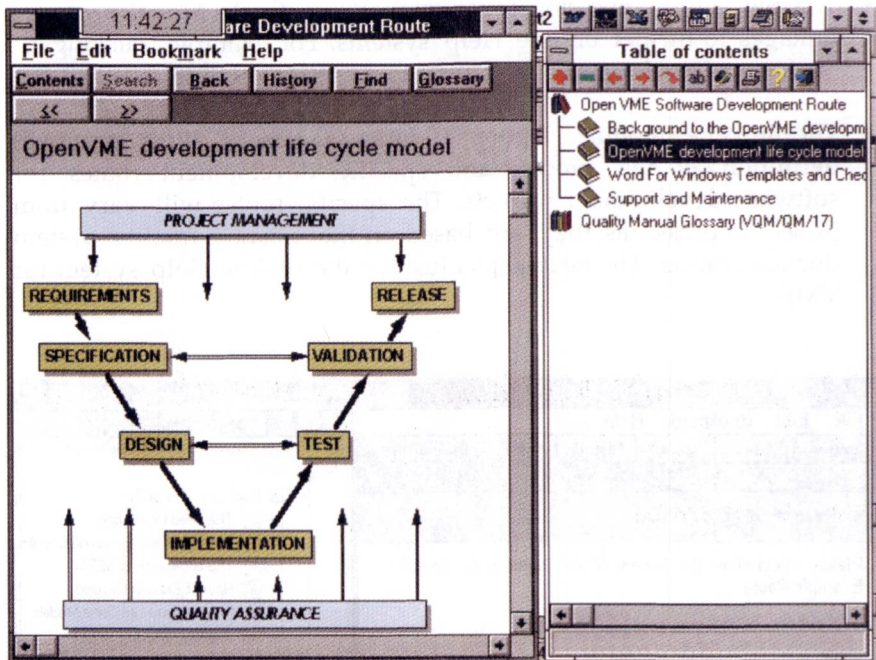 11:42:27
are Development Route
File Edit Bookmark Help
Contents Search Back History Find Glossary
<< >>
OpenVME development life cycle model
PROJECT MANAGEMENT
REQUIREMENTS RELEASE
SPECIFICATION VALIDATION
DESIGN TEST
IMPLEMENTATION
QUALITY ASSURANCE
Table of contents
ab ?
Open VME Software Development Route
Background to the OpenVME developm
OpenVME development life cycle model
Word For Windows Templates and Chec
Support and Maintenance
Quality Manual Glossary (VQM/QM/17)